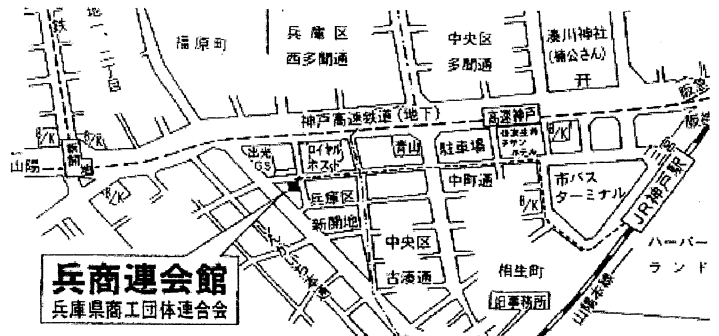 福原町
兵庫区
西多聞通
中央区
多聞通
湊川神社
(楠公さん)
神戸高速鉄道(地下)
高速神戸
阪急
阪神
山陽
新開地
B/K
B/K
出光
GS
ロイヤル
ホスト
青山
駐車場
B/K
中町通
市バス
ターミナル
B/K
JR神戸駅
兵庫区
新開地
中央区
古湊通
相生町
組事務所
山陽本線
ハーバー
ランド
兵商連会館
兵庫県商工団体連合会